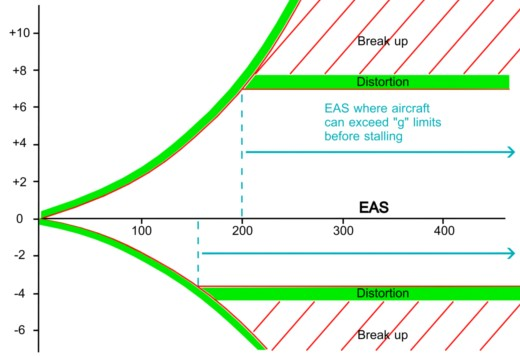 +10
Break up
+8
Distortion
+6
EAS where aircraft
can exceed "g" limits
before stalling
+4
+2
EAS
0
100
200
300
400
-2
-4
Distortion
-6
Break up